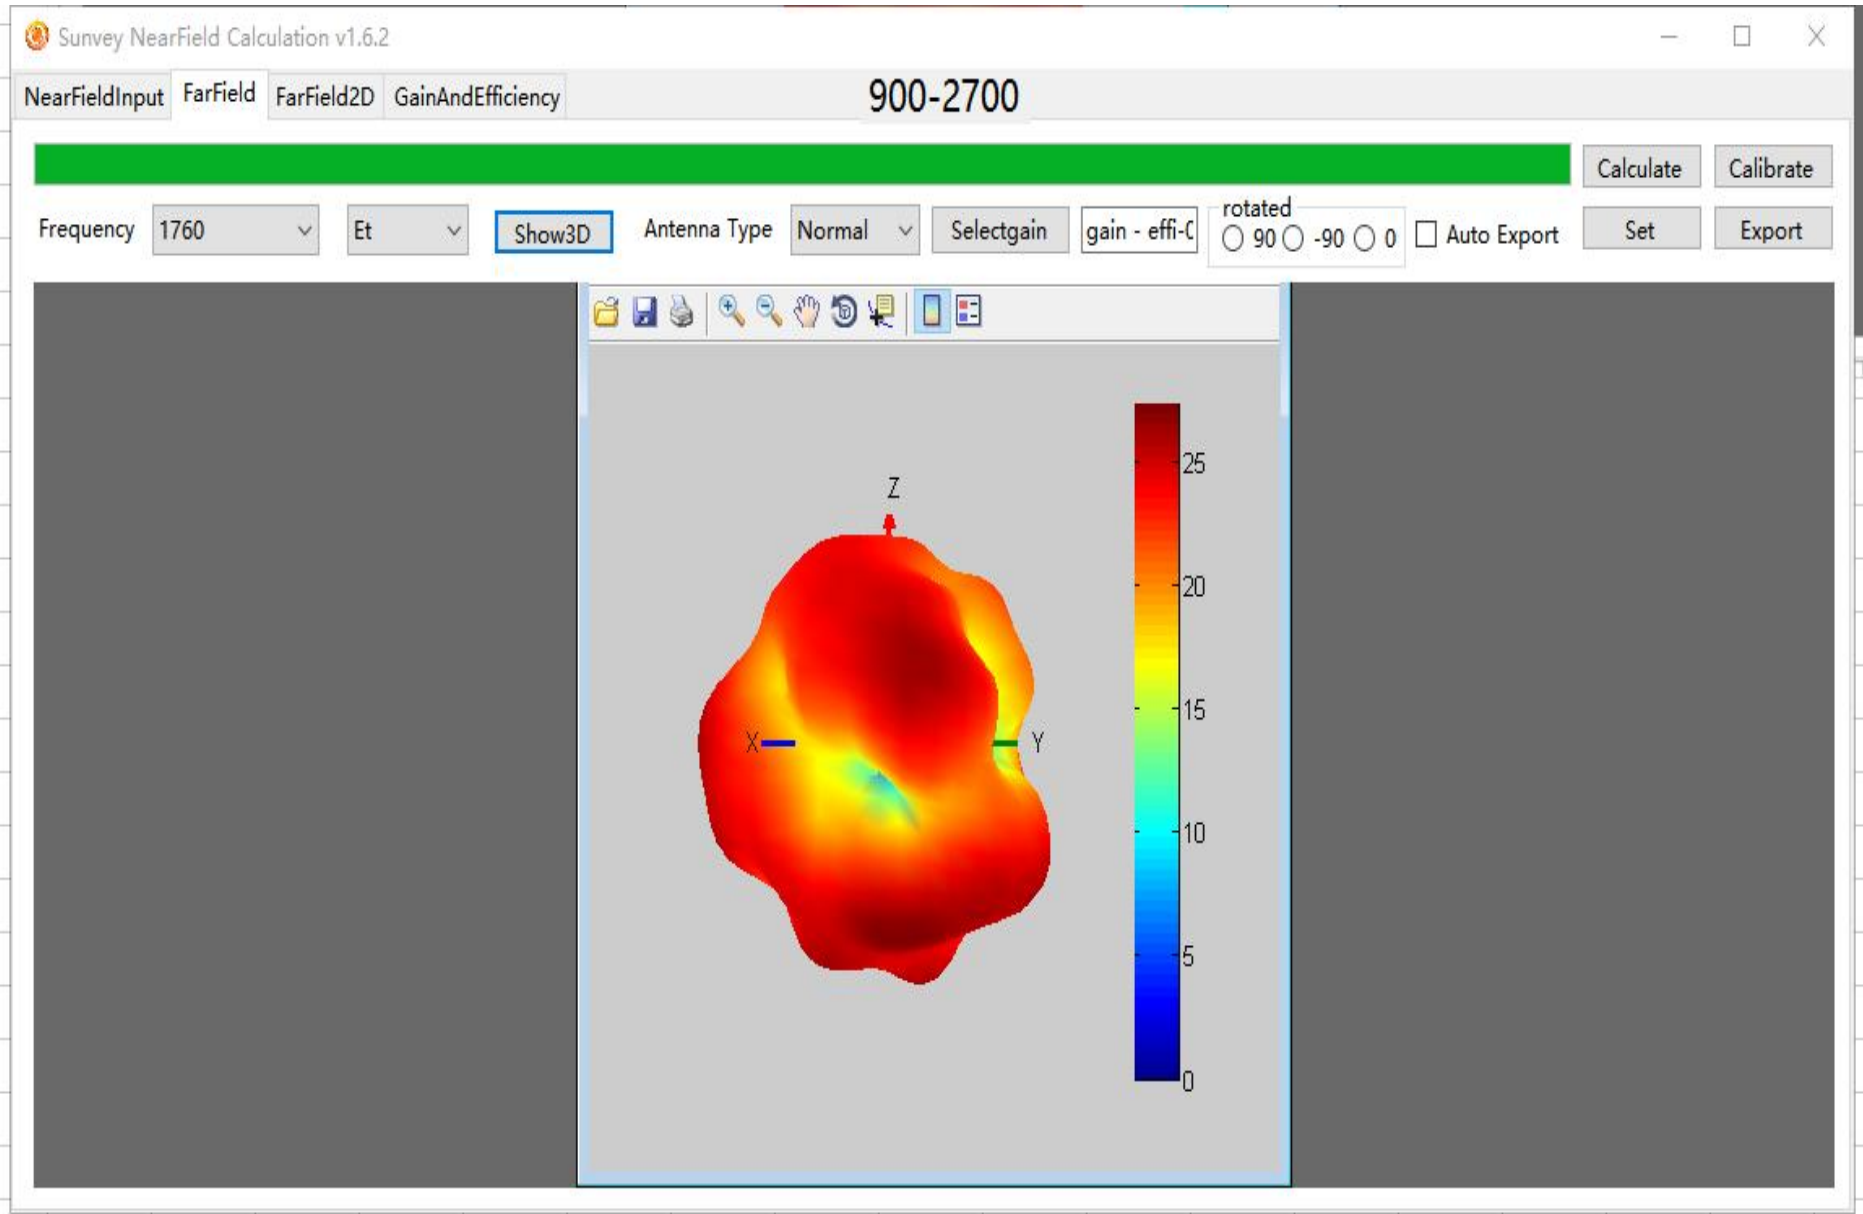 Sunvey NearField Calculation v1.6.2
NearFieldInput FarField FarField2D GainAndEfficiency 900-2700
Calculate Calibrate
Frequency 1760 Et Show3D Antenna Type Normal Selectgain gain - effi-C rotated 90 -90 0 Auto Export Set Export
Z
X Y
25
20
15
10
5
0